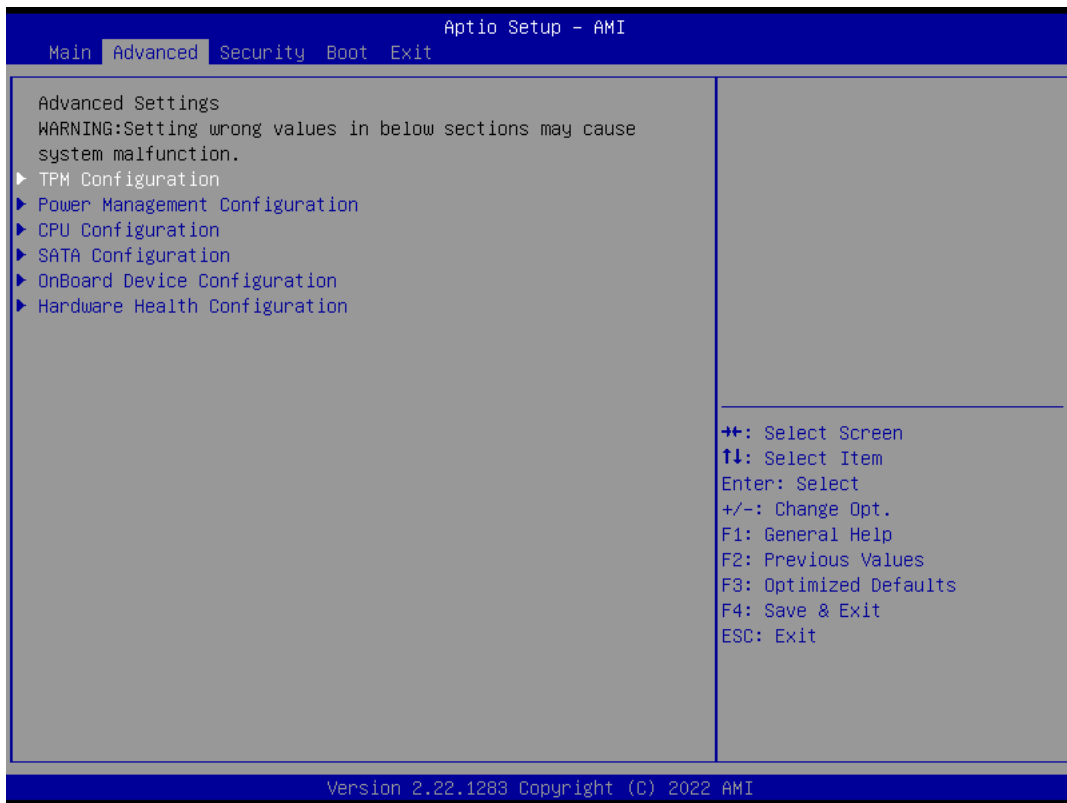 Aptio Setup – AMI
Main Advanced Security Boot Exit
Advanced Settings
WARNING:Setting wrong values in below sections may cause
system malfunction.
▶ TPM Configuration
▶ Power Management Configuration
▶ CPU Configuration
▶ SATA Configuration
▶ OnBoard Device Configuration
▶ Hardware Health Configuration
→←: Select Screen
↑↓: Select Item
Enter: Select
+/-: Change Opt.
F1: General Help
F2: Previous Values
F3: Optimized Defaults
F4: Save & Exit
ESC: Exit
Version 2.22.1283 Copyright (C) 2022 AMI